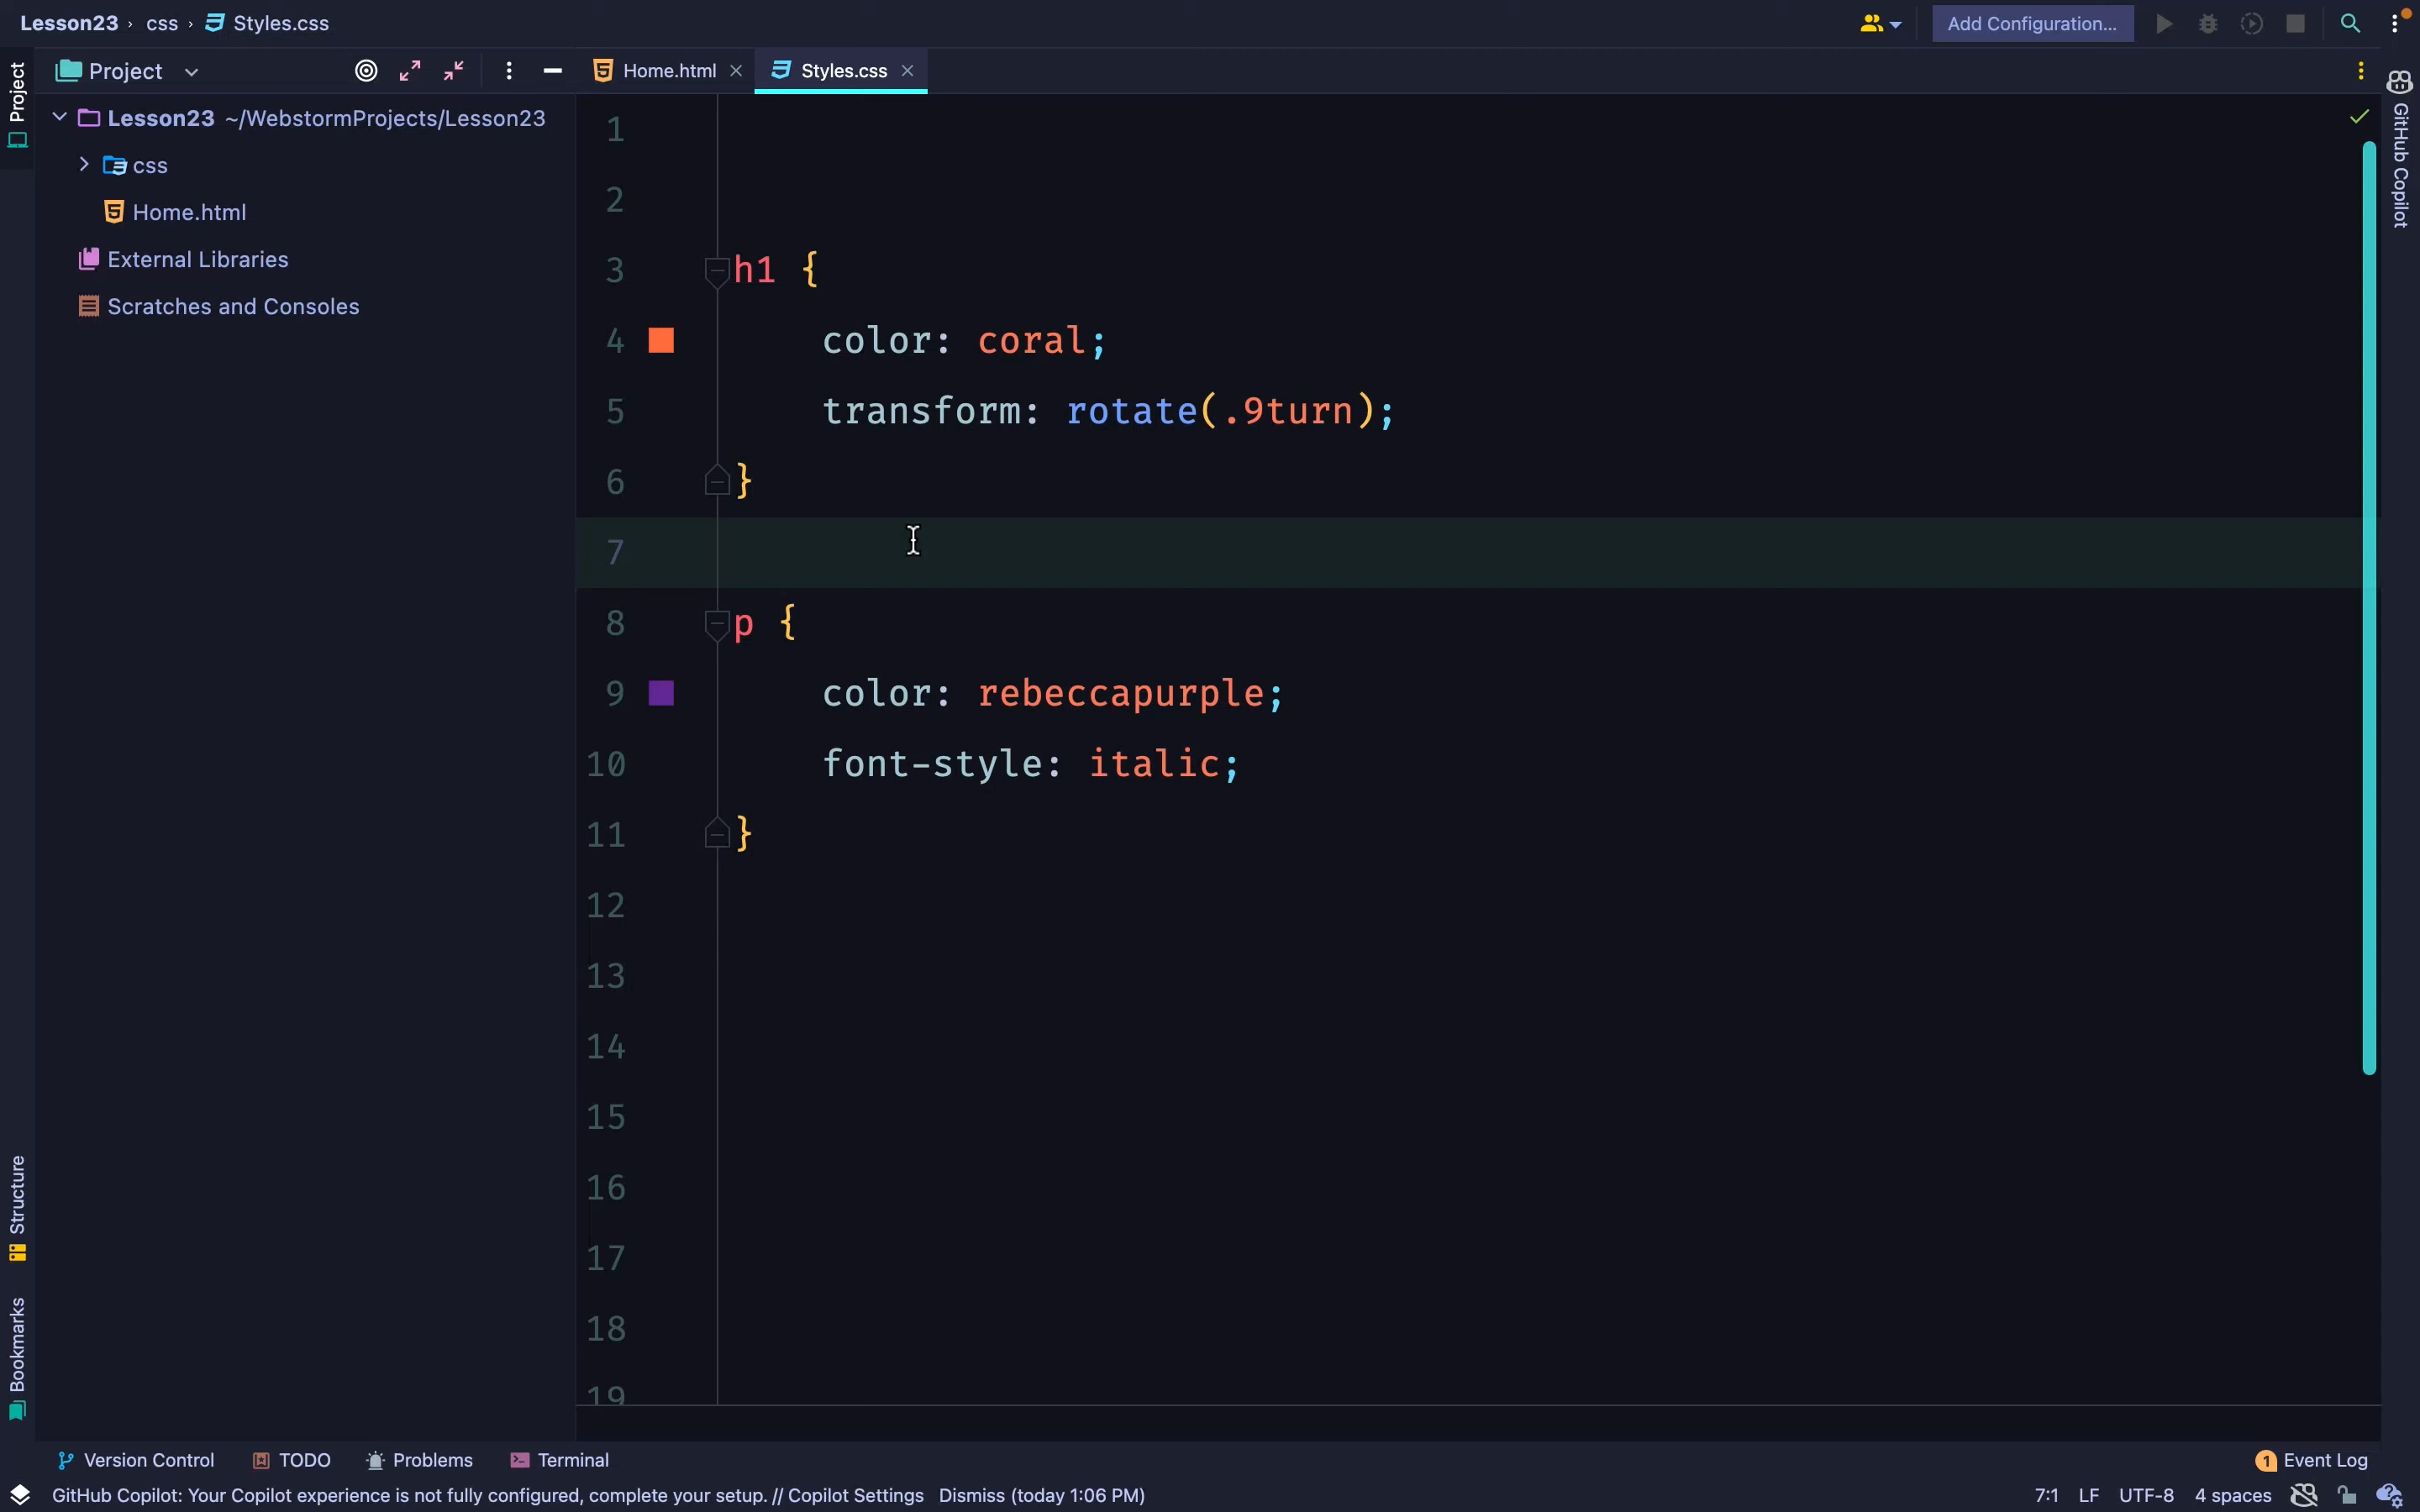 Lesson23 › css › Styles.css
Add Configuration...
Project
Home.html
Styles.css
Project
GitHub Copilot
Lesson23 ~/WebstormProjects/Lesson23
css
Home.html
External Libraries
Scratches and Consoles
1
2
3 h1 {
4 color: coral;
5 transform: rotate(.9turn);
6 }
7
8 p {
9 color: rebeccapurple;
10 font-style: italic;
11 }
12
13
14
15
16
17
18
19
Structure
Bookmarks
Version Control TODO Problems Terminal
1 Event Log
GitHub Copilot: Your Copilot experience is not fully configured, complete your setup. // Copilot Settings Dismiss (today 1:06 PM)
7:1 LF UTF-8 4 spaces